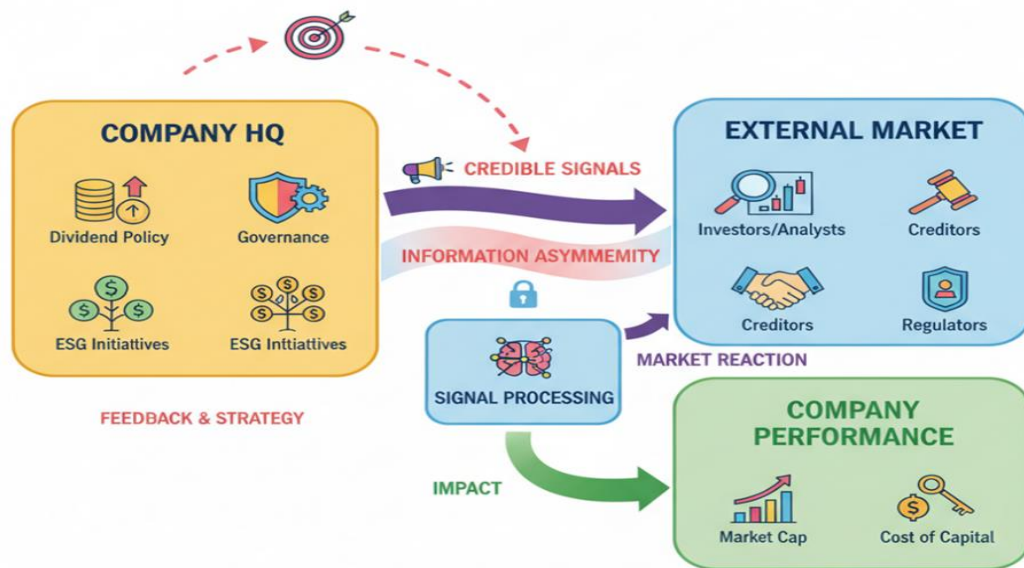 COMPANY HQ
Dividend Policy
Governance
ESG Initiattives
ESG Inttiattives
FEEDBACK & STRATEGY
CREDIBLE SIGNALS
INFORMATION ASYMMEMITY
SIGNAL PROCESSING
MARKET REACTION
IMPACT
EXTERNAL MARKET
Investors/Analysts
Creditors
Creditors
Regulators
COMPANY
PERFORMANCE
Market Cap
Cost of Capital